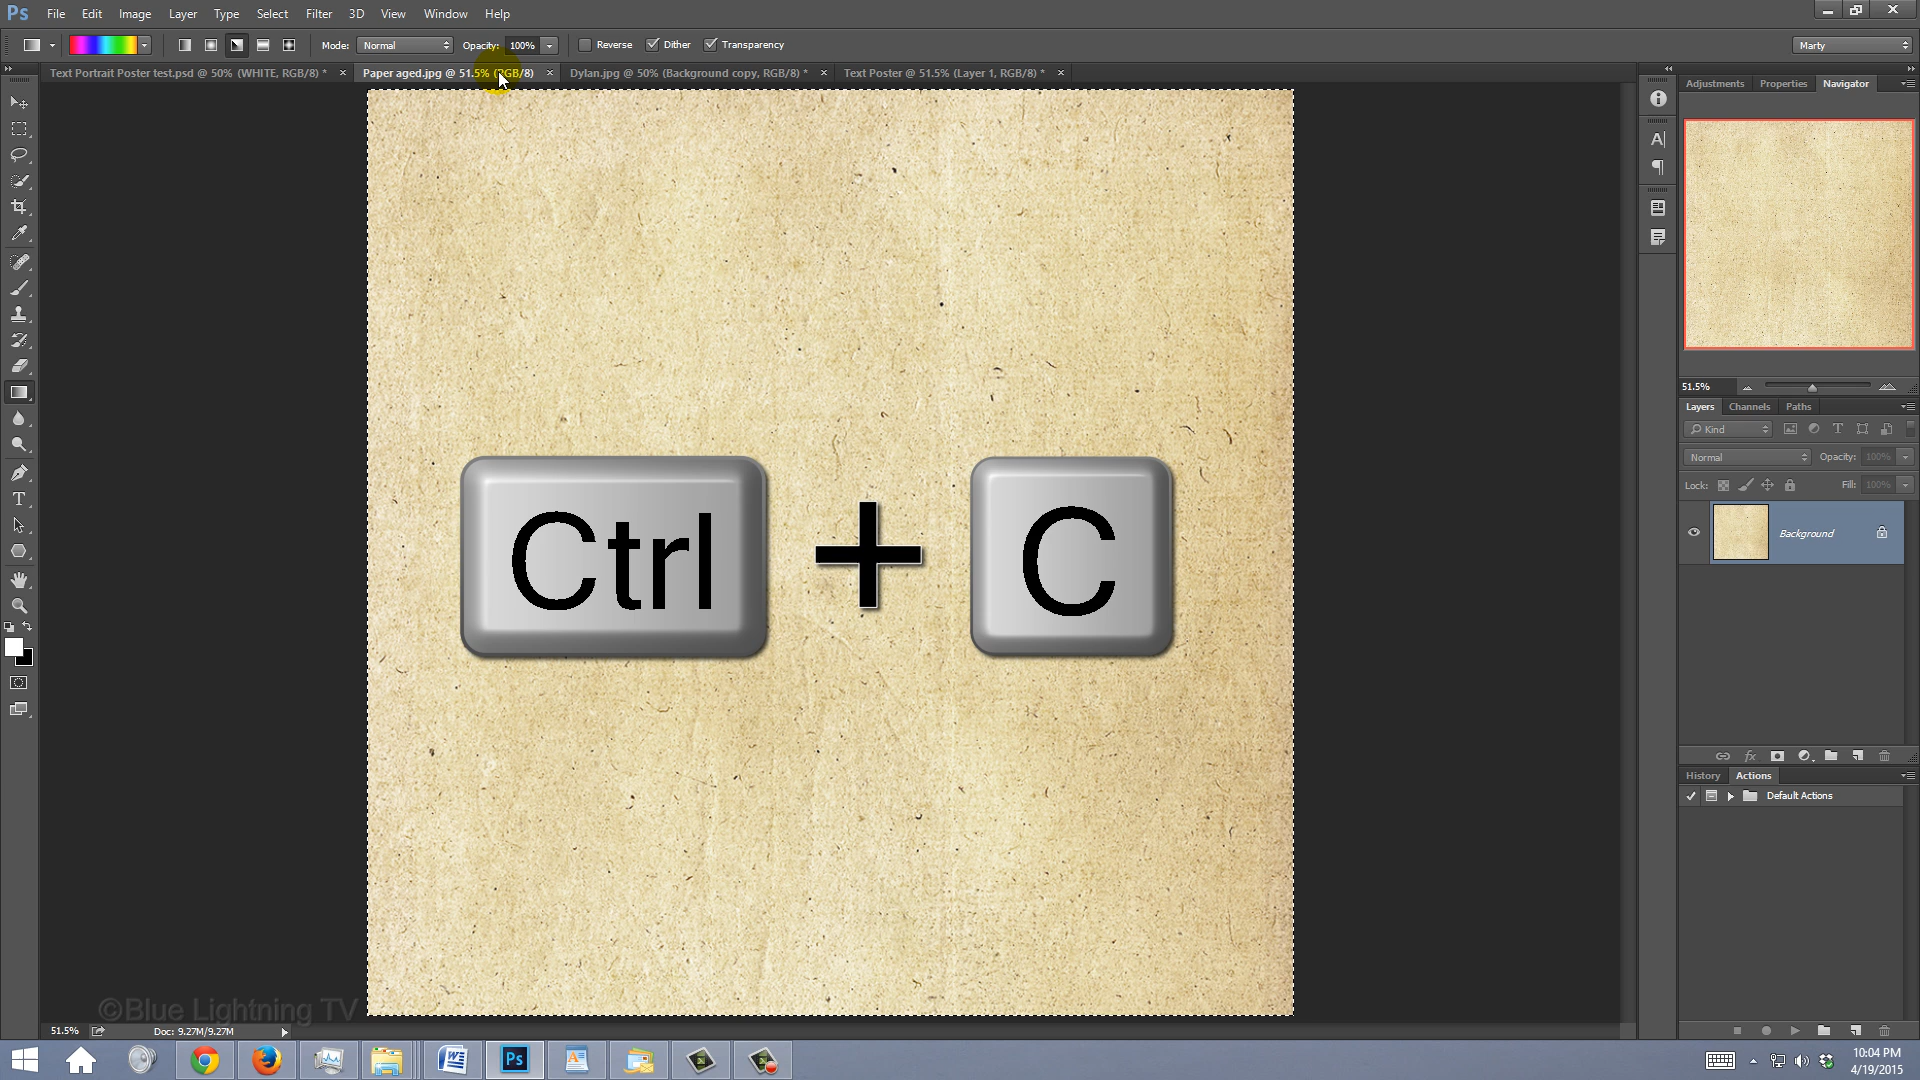 Ps File Edit Image Layer Type Select Filter 3D View Window Help
Mode: Normal Opacity: 100% Reverse Dither Transparency Marty
Text Portrait Poster test.psd @ 50% (WHITE, RGB/8) * × Paper aged.jpg @ 51.5% (RGB/8) × Dylan.jpg @ 50% (Background copy, RGB/8) * × Text Poster @ 51.5% (Layer 1, RGB/8) * ×
Adjustments Properties Navigator
51.5%
Layers Channels Paths
Kind
Normal Opacity: 100%
Lock: Fill: 100%
Background
Ctrl + C
History Actions
Default Actions
©Blue Lightning TV
51.5% Doc: 9.27M/9.27M
10:04 PM
4/19/2015